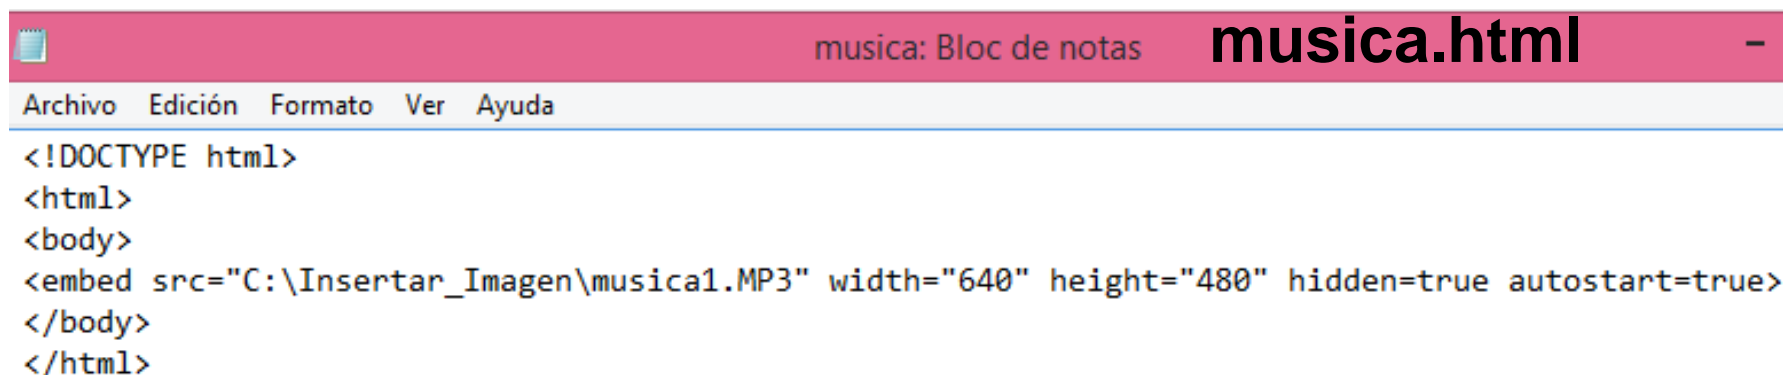 musica: Bloc de notas musica.html
Archivo Edición Formato Ver Ayuda
<!DOCTYPE html>
<html>
<body>
<embed src="C:\Insertar_Imagen\musica1.MP3" width="640" height="480" hidden=true autostart=true>
</body>
</html>